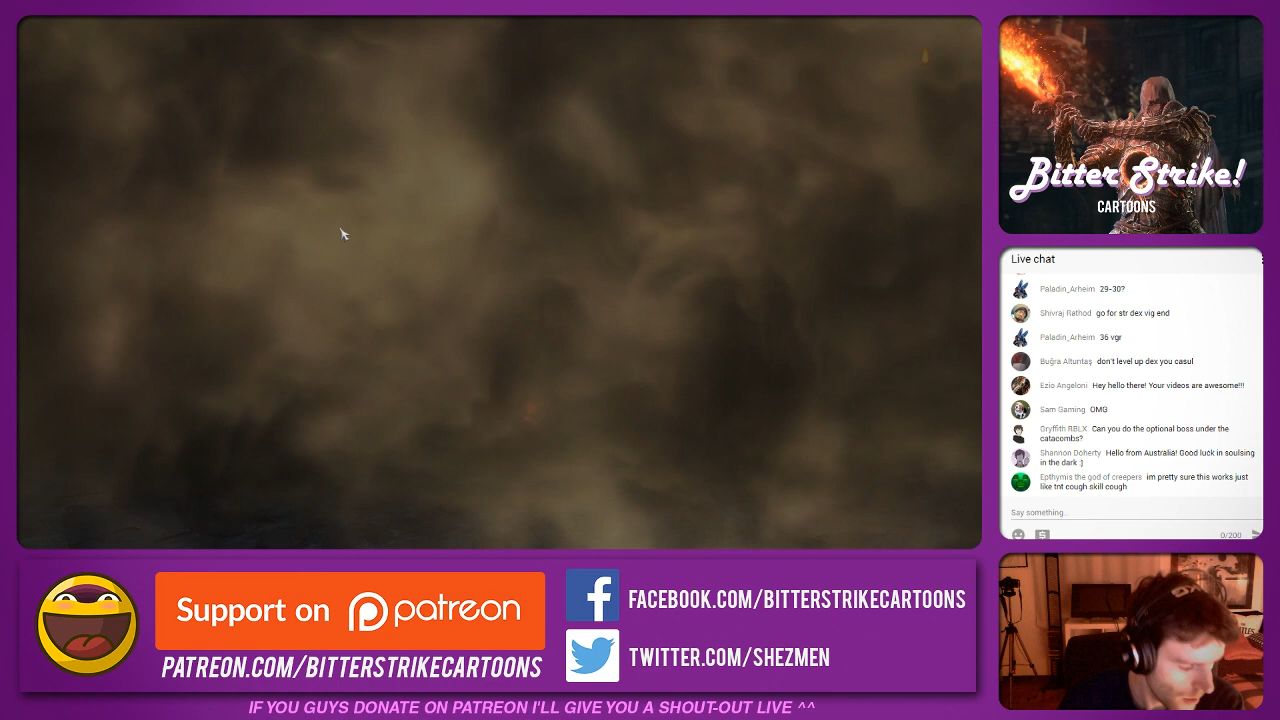 Bitter Strike!
CARTOONS
Live chat
Paladin_Arheim 29-30?
Shivraj Rathod go for str dex vig end
Paladin_Arheim 36 vgr
Buğra Altuntaş don't level up dex you casul
Ezio Angeloni Hey hello there! Your videos are awesome!!!
Sam Gaming OMG
Gryffith RBLX Can you do the optional boss under the
catacombs?
Shannon Doherty Hello from Australia! Good luck in soulsing
in the dark :]
Epthymis the god of creepers im pretty sure this works just
like tnt cough skill cough
Say something...
0/200
Support on patreon
PATREON.COM/BITTERSTRIKECARTOONS
FACEBOOK.COM/BITTERSTRIKECARTOONS
TWITTER.COM/SHEZMEN
IF YOU GUYS DONATE ON PATREON I'LL GIVE YOU A SHOUT-OUT LIVE ^^